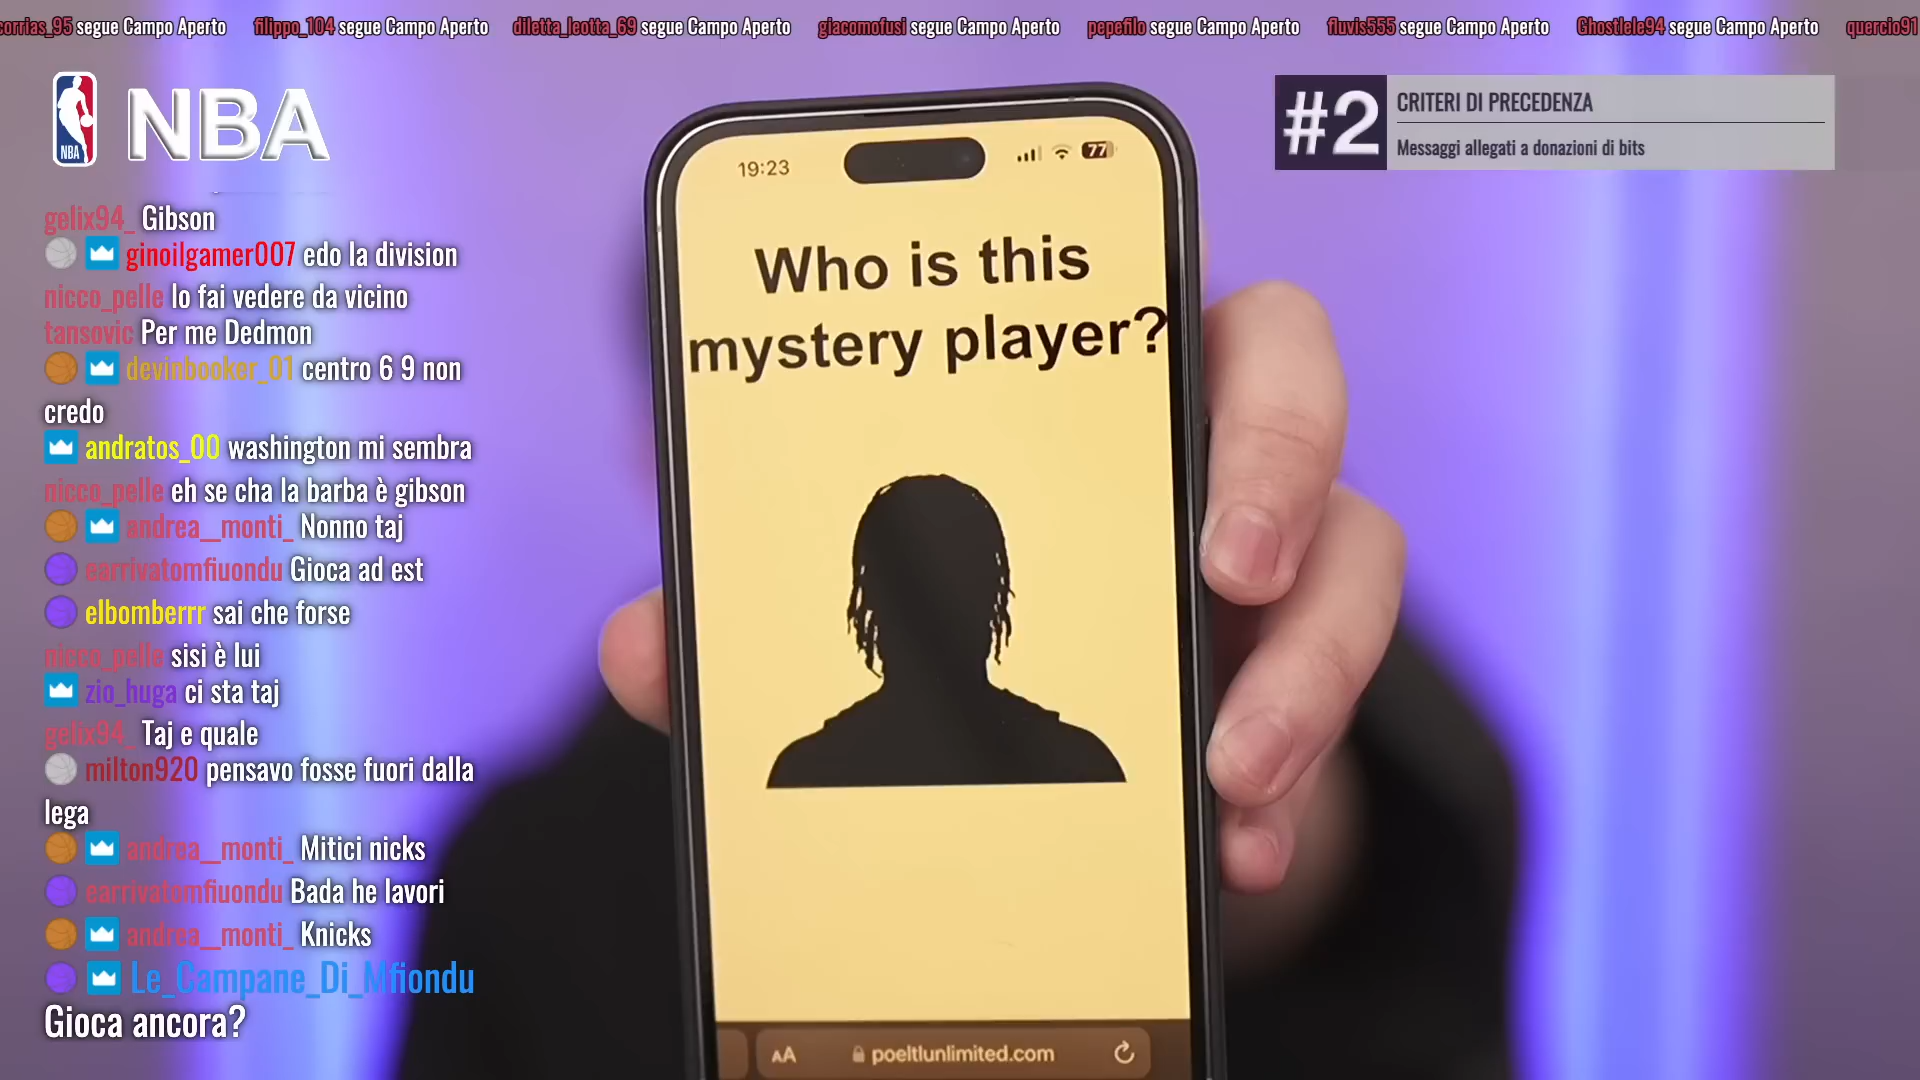 corrias_95 segue Campo Aperto filippo_104 segue Campo Aperto diletta_leotta_69 segue Campo Aperto giacomofusi segue Campo Aperto pepefilo segue Campo Aperto fluvis555 segue Campo Aperto Ghostlele94 segue Campo Aperto quercio91
NBA
NBA
#2
CRITERI DI PRECEDENZA
Messaggi allegati a donazioni di bits
gelix94_ Gibson
ginoilgamer007 edo la division
nicco_pelle lo fai vedere da vicino
tansovic Per me Dedmon
devinbooker_01 centro 6 9 non
credo
andratos_00 washington mi sembra
nicco_pelle eh se cha la barba è gibson
andrea__monti_ Nonno taj
earrivatomfiuondu Gioca ad est
elbomberrr sai che forse
nicco_pelle sisi è lui
zio_huga ci sta taj
gelix94_ Taj e quale
milton920 pensavo fosse fuori dalla
lega
andrea__monti_ Mitici nicks
earrivatomfiuondu Bada he lavori
andrea__monti_ Knicks
Le_Campane_Di_Mfiondu
Gioca ancora?
19:23
77
Who is this
mystery player?
AA
poeltlunlimited.com